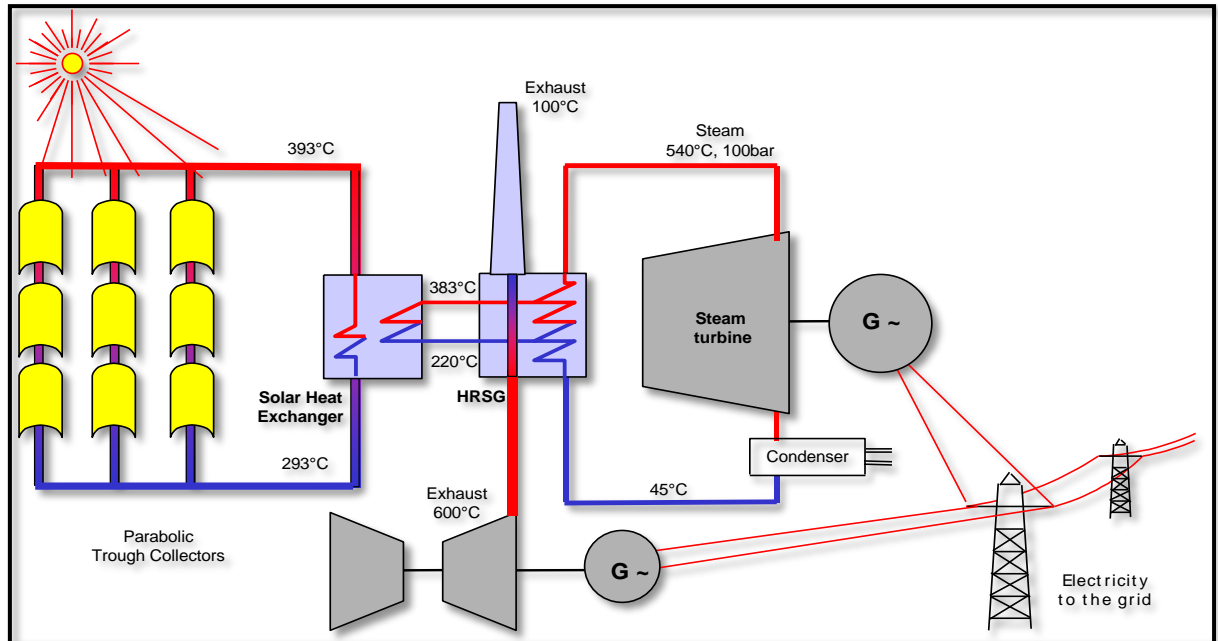 Exhaust
100°C
Steam
540°C, 100bar
393°C
383°C
Steam
turbine
G ~
220°C
Solar Heat
Exchanger
HRSG
Condenser
293°C
45°C
Exhaust
600°C
Parabolic
Trough Collectors
G ~
Electricity
to the grid